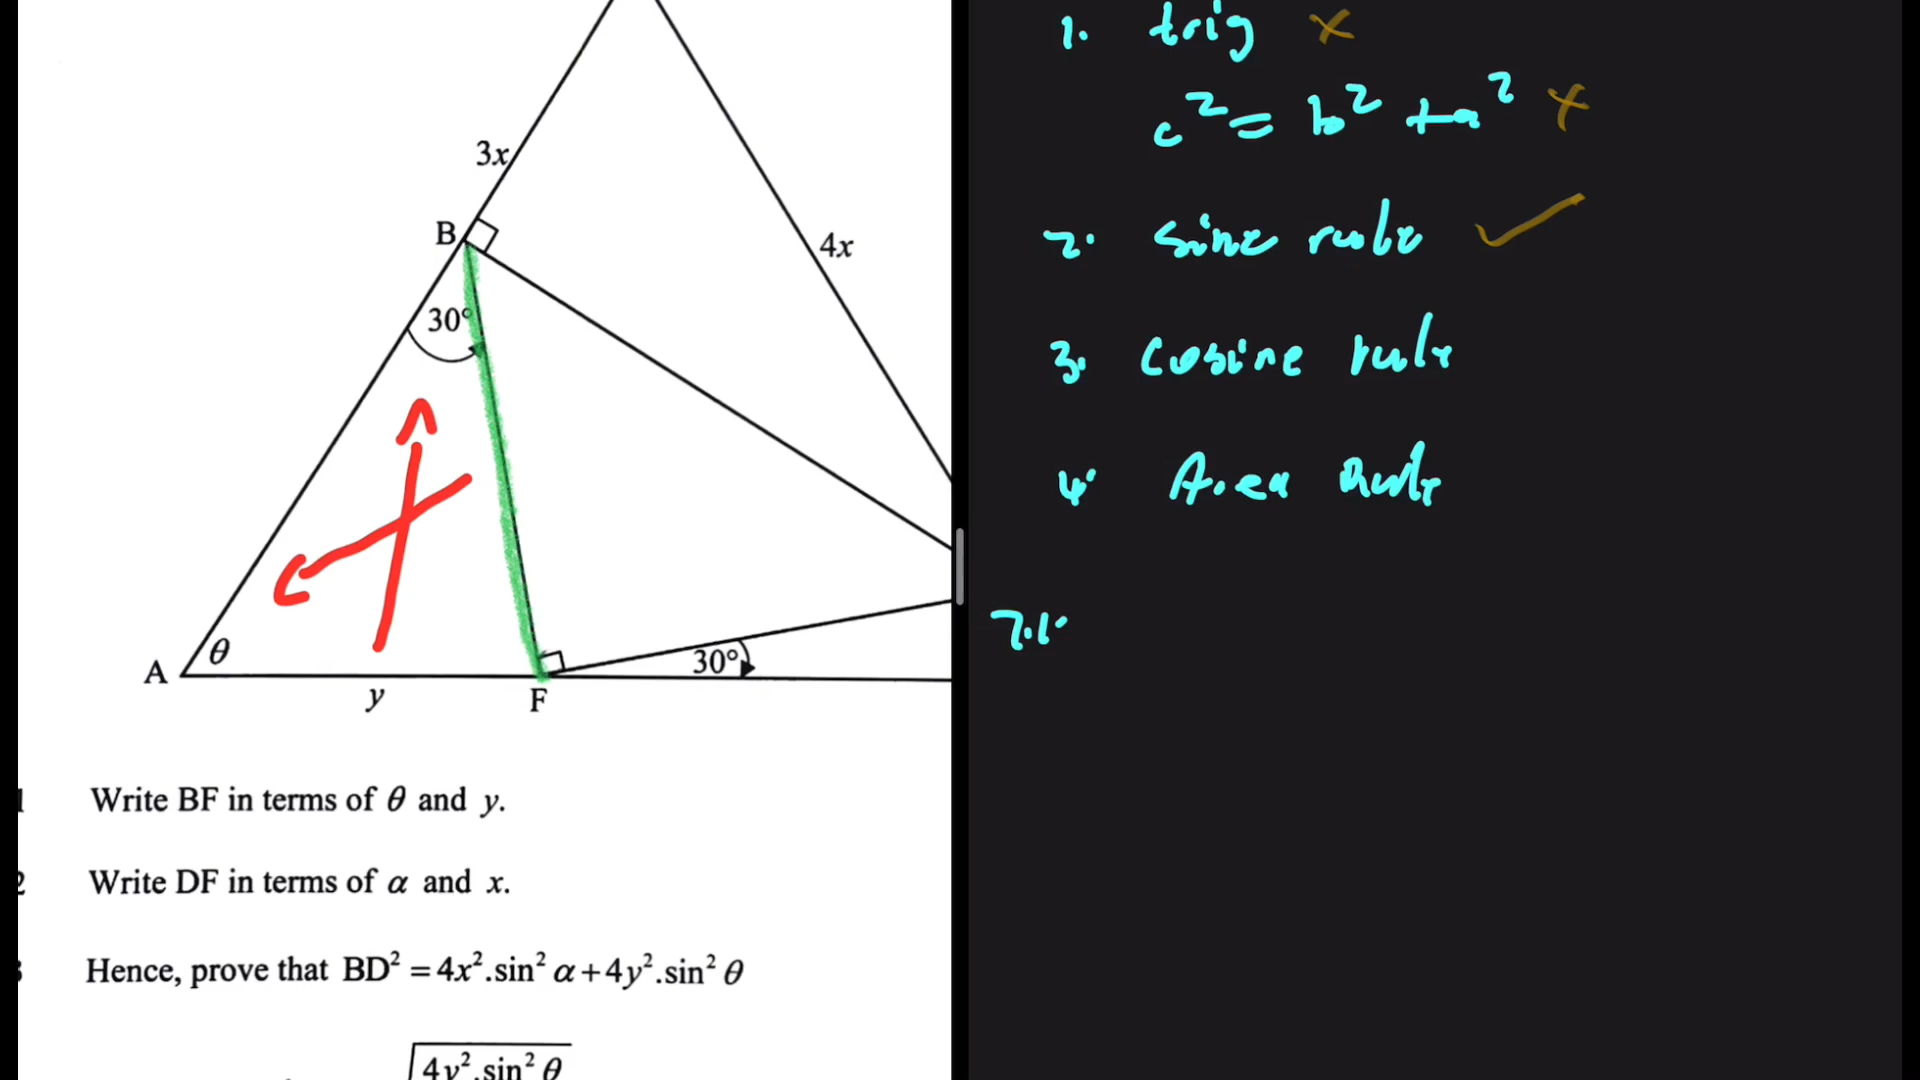 3x
B
4x
30°
θ
A
y
F
30°
Write BF in terms of θ and y.
Write DF in terms of α and x.
Hence, prove that BD² = 4x².sin² α + 4y².sin² θ
4y².sin² θ
1. trig ×
c² = b² + a² ×
2. sine rule ✓
3. cosine rule
4. Area Rule
7.1.